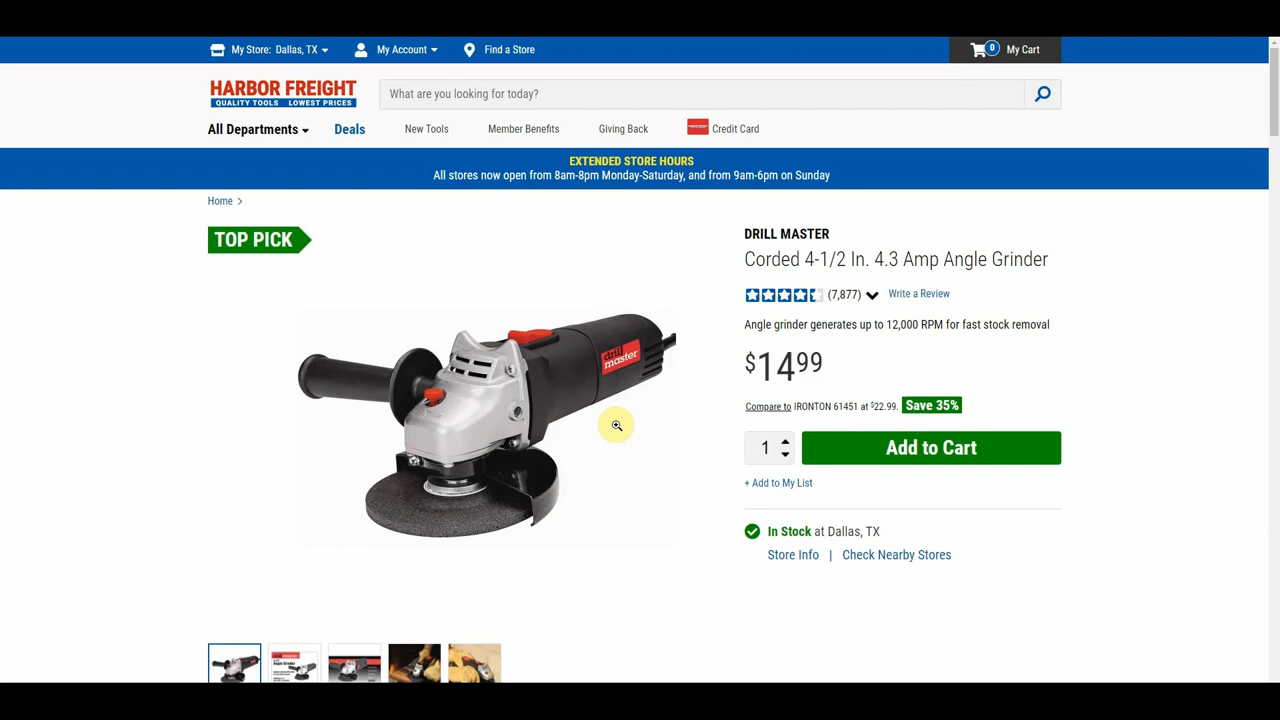 My Store: Dallas, TX
My Account
Find a Store
0 My Cart
HARBOR FREIGHT
QUALITY TOOLS LOWEST PRICES
What are you looking for today?
All Departments
Deals
New Tools
Member Benefits
Giving Back
Credit Card
EXTENDED STORE HOURS
All stores now open from 8am-8pm Monday-Saturday, and from 9am-6pm on Sunday
Home >
TOP PICK
DRILL MASTER
Corded 4-1/2 In. 4.3 Amp Angle Grinder
(7,877)
Write a Review
Angle grinder generates up to 12,000 RPM for fast stock removal
$14 99
Compare to IRONTON 61451 at $22.99. Save 35%
1
Add to Cart
+ Add to My List
In Stock at Dallas, TX
Store Info | Check Nearby Stores
drill
master
Angle Grinder